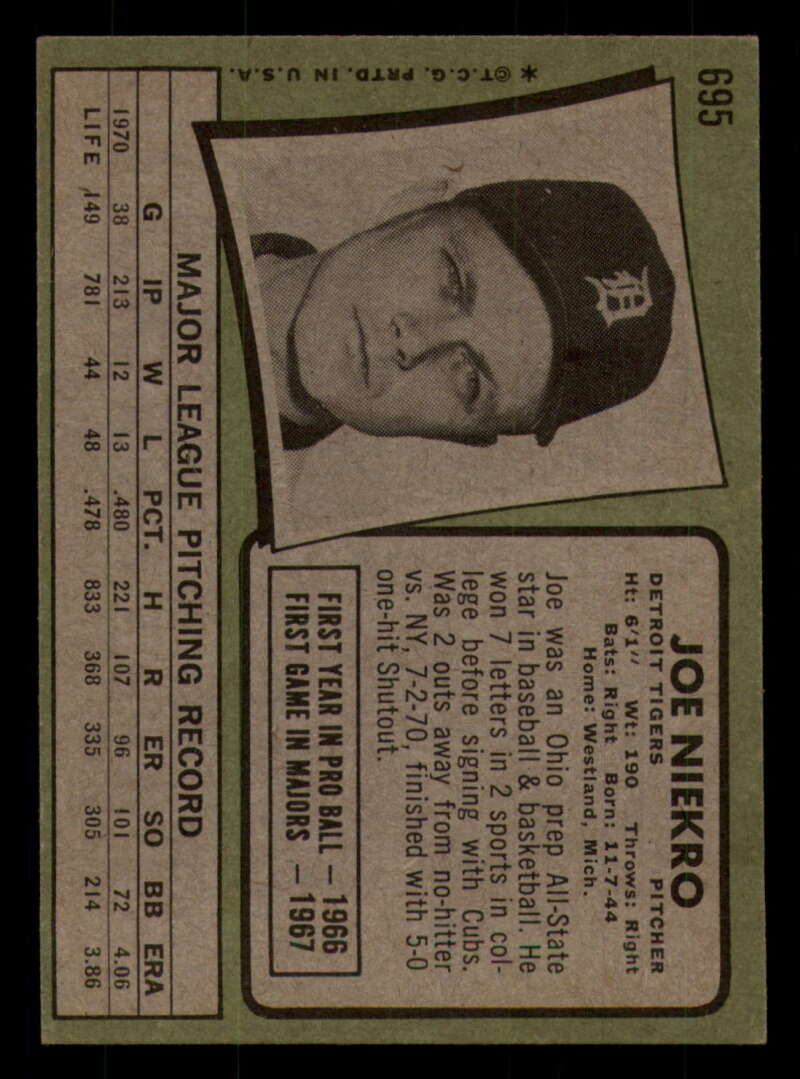 695
* ©T.C.G. PRTD. IN U.S.A.
D
JOE NIEKRO
DETROIT TIGERS PITCHER
Ht: 6'1" Wt: 190 Throws: Right
Bats: Right Born: 11-7-44
Home: Westland, Mich.
Joe was an Ohio prep All-State
star in baseball & basketball. He
won 7 letters in 2 sports in col-
lege before signing with Cubs.
Was 2 outs away from no-hitter
vs. NY, 7-2-70, finished with 5-0
one-hit Shutout.
FIRST YEAR IN PRO BALL — 1966
FIRST GAME IN MAJORS — 1967
MAJOR LEAGUE PITCHING RECORD
G IP W L PCT. H R ER SO BB ERA
1970 38 213 12 13 .480 221 107 96 101 72 4.06
LIFE 149 781 44 48 .478 833 368 335 305 214 3.86